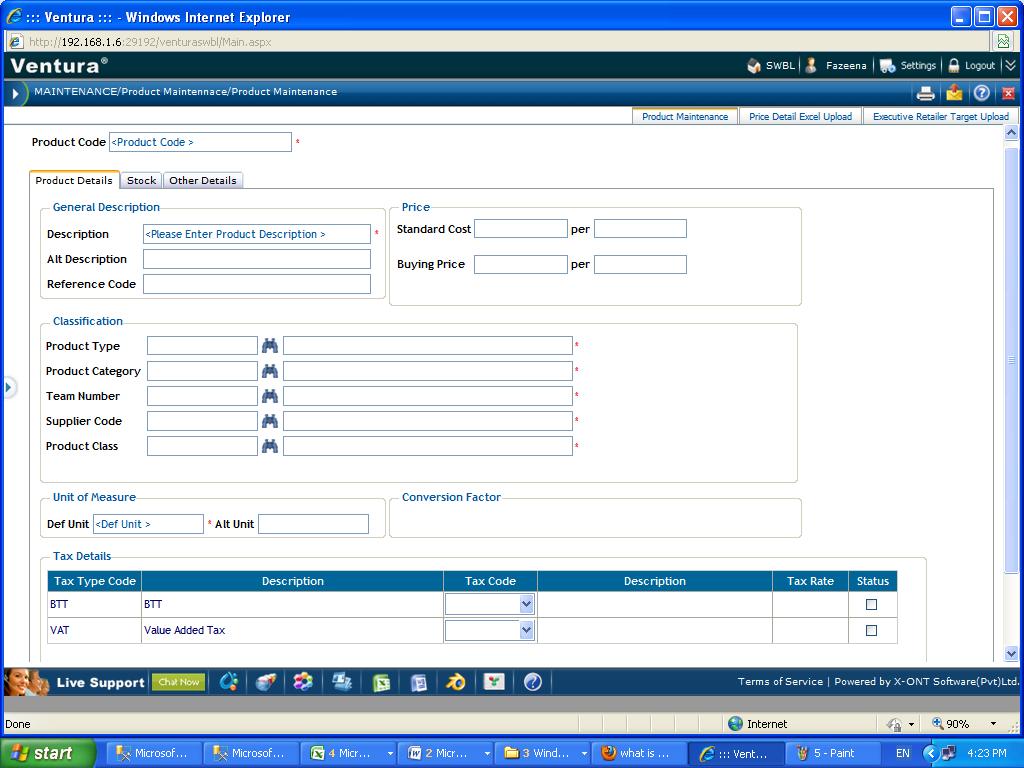 ::: Ventura ::: - Windows Internet Explorer
http://192.168.1.6:29192/venturaswbl/Main.aspx
Ventura®
SWBL Fazeena Settings Logout
MAINTENANCE/Product Maintennace/Product Maintenance
Product Maintenance Price Detail Excel Upload Executive Retailer Target Upload
Product Code <Product Code > *
Product Details Stock Other Details
General Description Price
Description <Please Enter Product Description > * Standard Cost per
Alt Description
Buying Price per
Reference Code
Classification
Product Type *
Product Category *
Team Number *
Supplier Code *
Product Class *
Unit of Measure Conversion Factor
Def Unit <Def Unit > * Alt Unit
Tax Details
Tax Type Code Description Tax Code Description Tax Rate Status
BTT BTT
VAT Value Added Tax
Live Support Chat Now Terms of Service | Powered by X-ONT Software(Pvt)Ltd.
Done Internet 90%
start Microsof... Microsof... 4 Micr... 2 Micr... 3 Wind... what is ... ::: Vent... 5 - Paint EN 4:23 PM